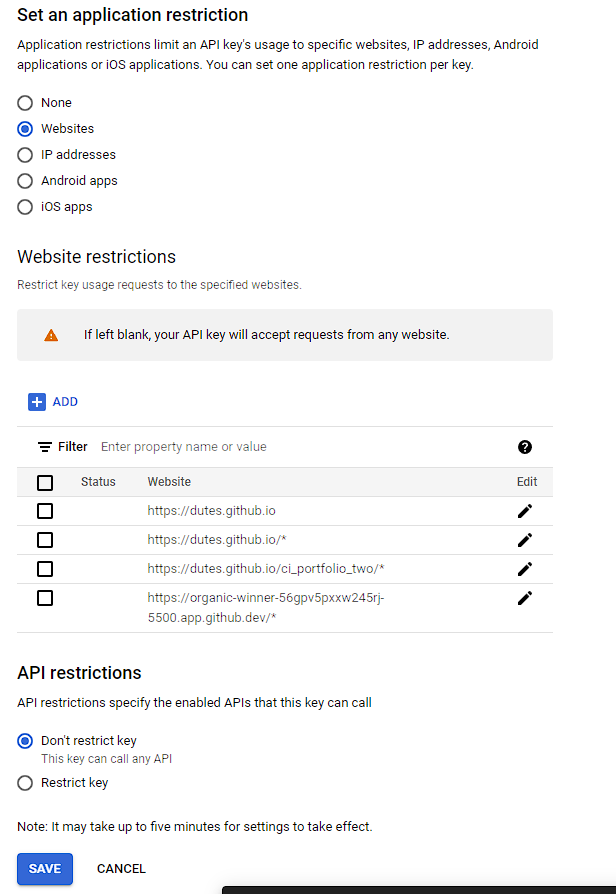 Set an application restriction
Application restrictions limit an API key's usage to specific websites, IP addresses, Android
applications or iOS applications. You can set one application restriction per key.
None
Websites
IP addresses
Android apps
iOS apps
Website restrictions
Restrict key usage requests to the specified websites.
If left blank, your API key will accept requests from any website.
ADD
Filter Enter property name or value
Status Website Edit
https://dutes.github.io
https://dutes.github.io/*
https://dutes.github.io/ci_portfolio_two/*
https://organic-winner-56gpv5pxxw245rj-
5500.app.github.dev/*
API restrictions
API restrictions specify the enabled APIs that this key can call
Don't restrict key
This key can call any API
Restrict key
Note: It may take up to five minutes for settings to take effect.
SAVE CANCEL